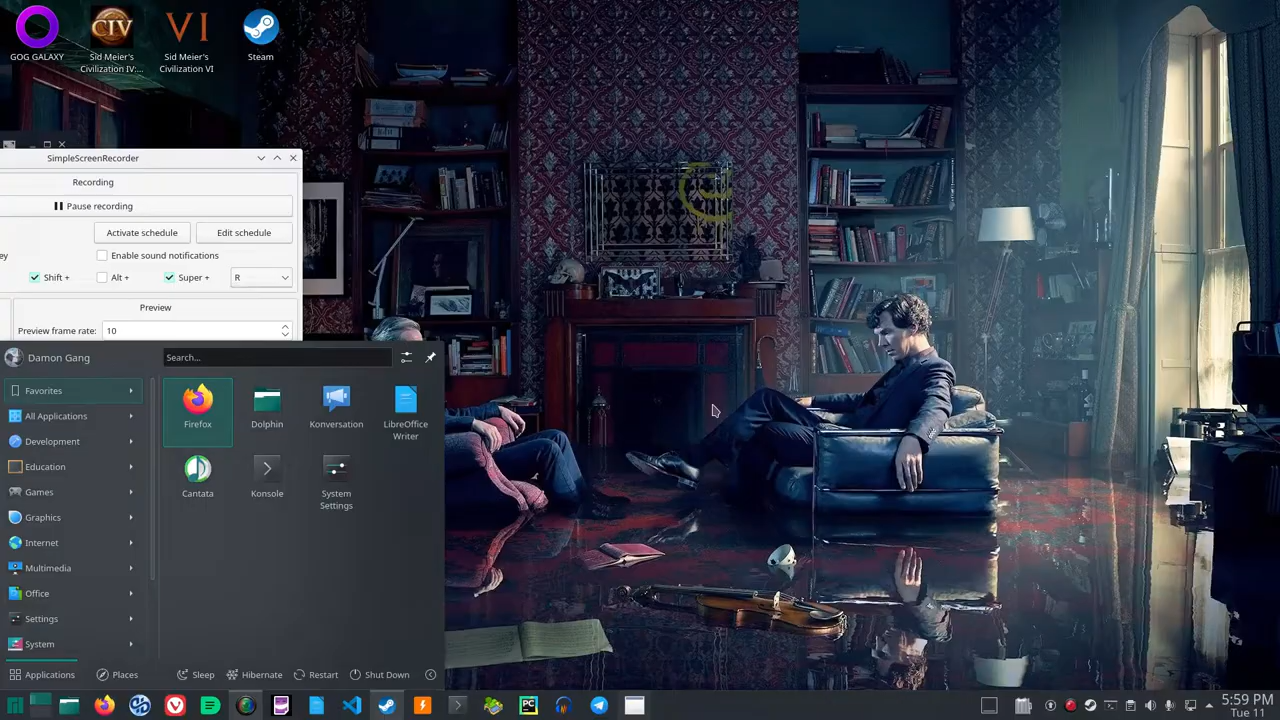 GOG GALAXY
Sid Meier's
Civilization IV:...
Sid Meier's
Civilization VI
Steam
SimpleScreenRecorder
Recording
Pause recording
Activate schedule
Edit schedule
Enable sound notifications
Shift +
Alt +
Super +
R
Preview
Preview frame rate:
10
Damon Gang
Search...
Favorites
All Applications
Development
Education
Games
Graphics
Internet
Multimedia
Office
Settings
System
Firefox
Dolphin
Konversation
LibreOffice
Writer
Cantata
Konsole
System
Settings
Applications
Places
Sleep
Hibernate
Restart
Shut Down
5:59 PM
Tue 11